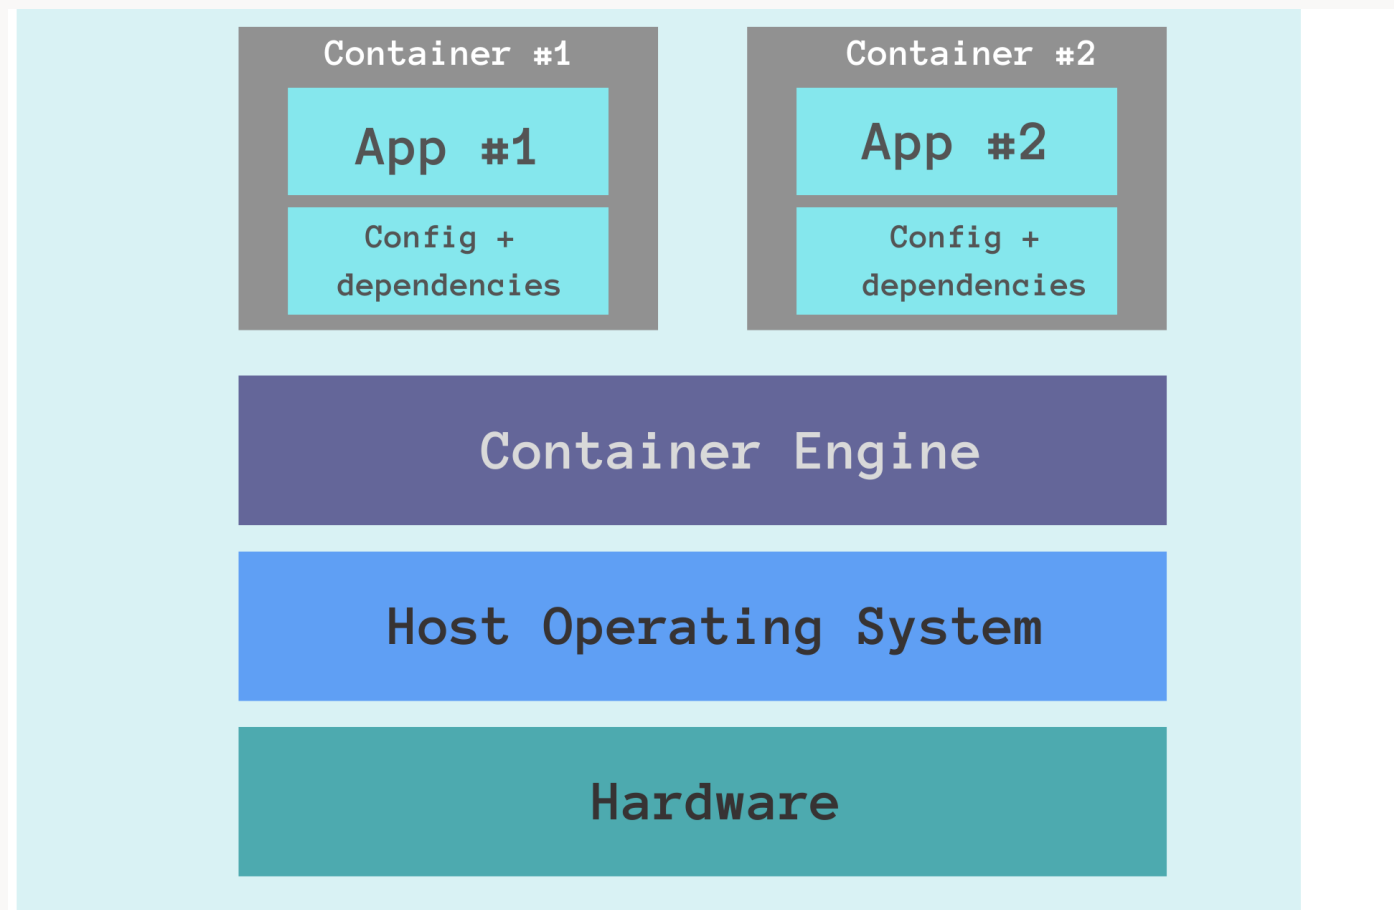 Container #1
App #1
Config +
dependencies
Container #2
App #2
Config +
dependencies
Container Engine
Host Operating System
Hardware